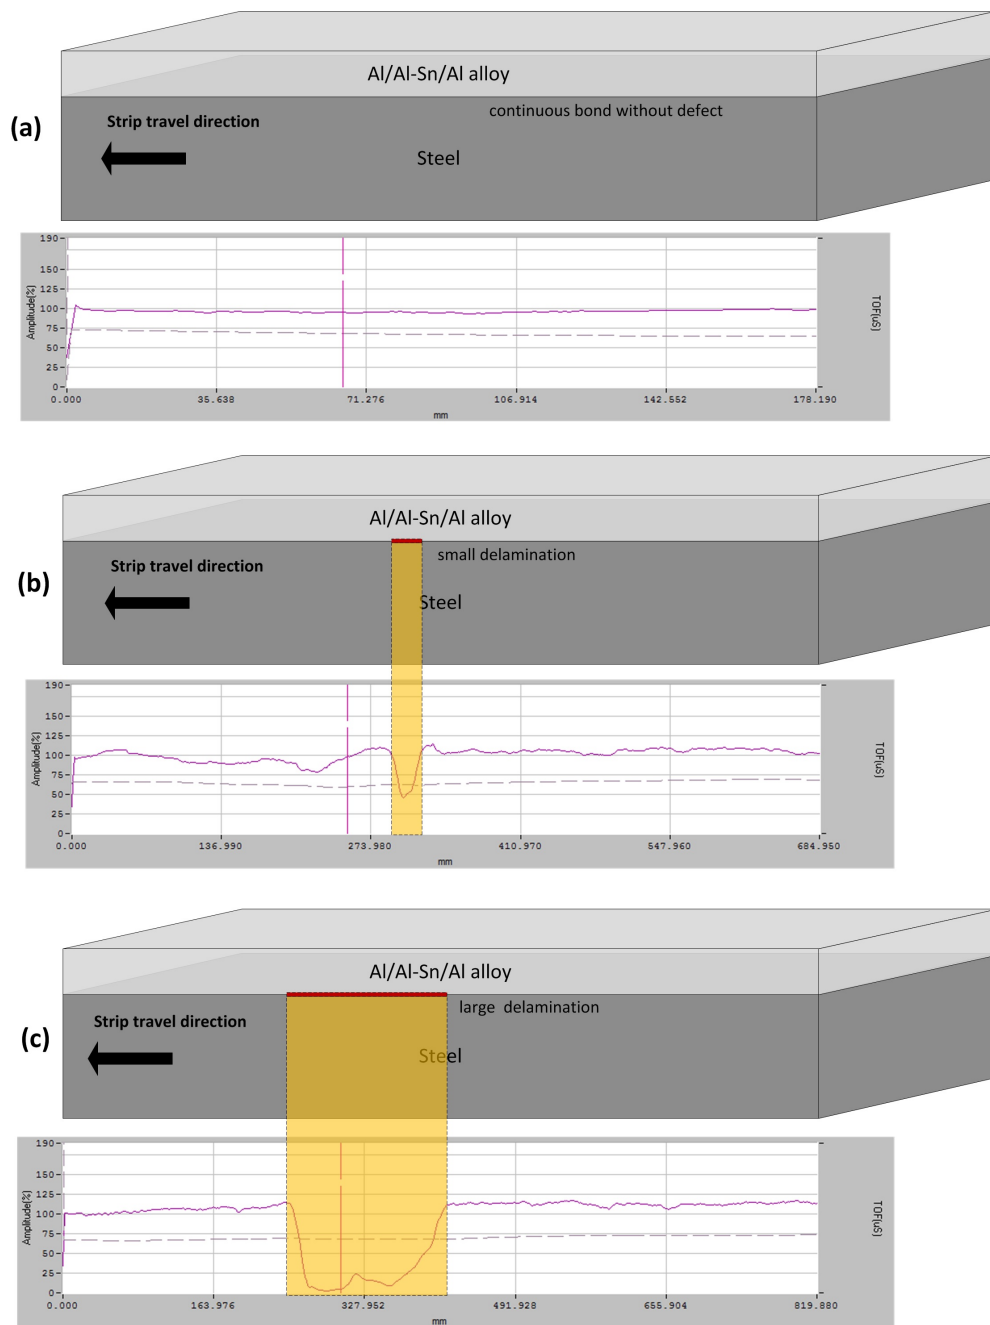 Al/Al-Sn/Al alloy
continuous bond without defect
(a)
Strip travel direction
Steel
190
150
125
100
75
50
25
0
Amplitude(%)
TOF(uS)
0.000 35.638 71.276 106.914 142.552 178.190
mm
Al/Al-Sn/Al alloy
small delamination
(b)
Strip travel direction
Steel
190
150
125
100
75
50
25
0
Amplitude(%)
TOF(uS)
0.000 136.990 273.980 410.970 547.960 684.950
mm
Al/Al-Sn/Al alloy
large delamination
Strip travel direction
(c)
Steel
190
150
125
100
75
50
25
0
Amplitude(%)
TOF(uS)
0.000 163.976 327.952 491.928 655.904 819.880
mm